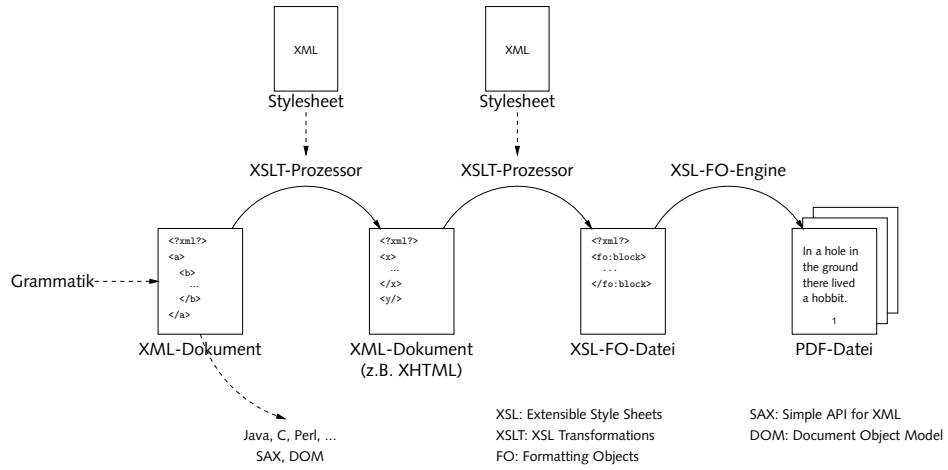 XML
Stylesheet
XML
Stylesheet
XSLT-Prozessor
XSLT-Prozessor
XSL-FO-Engine
Grammatik
<?xml?>
<a>
<b>
...
</b>
</a>
XML-Dokument
<?xml?>
<x>
...
</x>
<y/>
XML-Dokument
(z.B. XHTML)
<?xml?>
<fo:block>
...
</fo:block>
XSL-FO-Datei
In a hole in
the ground
there lived
a hobbit.
1
PDF-Datei
Java, C, Perl, ...
SAX, DOM
XSL: Extensible Style Sheets
XSLT: XSL Transformations
FO: Formatting Objects
SAX: Simple API for XML
DOM: Document Object Model